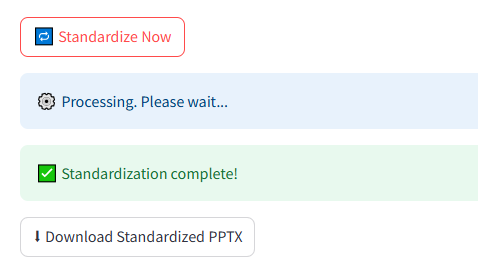 Standardize Now
Processing. Please wait...
Standardization complete!
Download Standardized PPTX